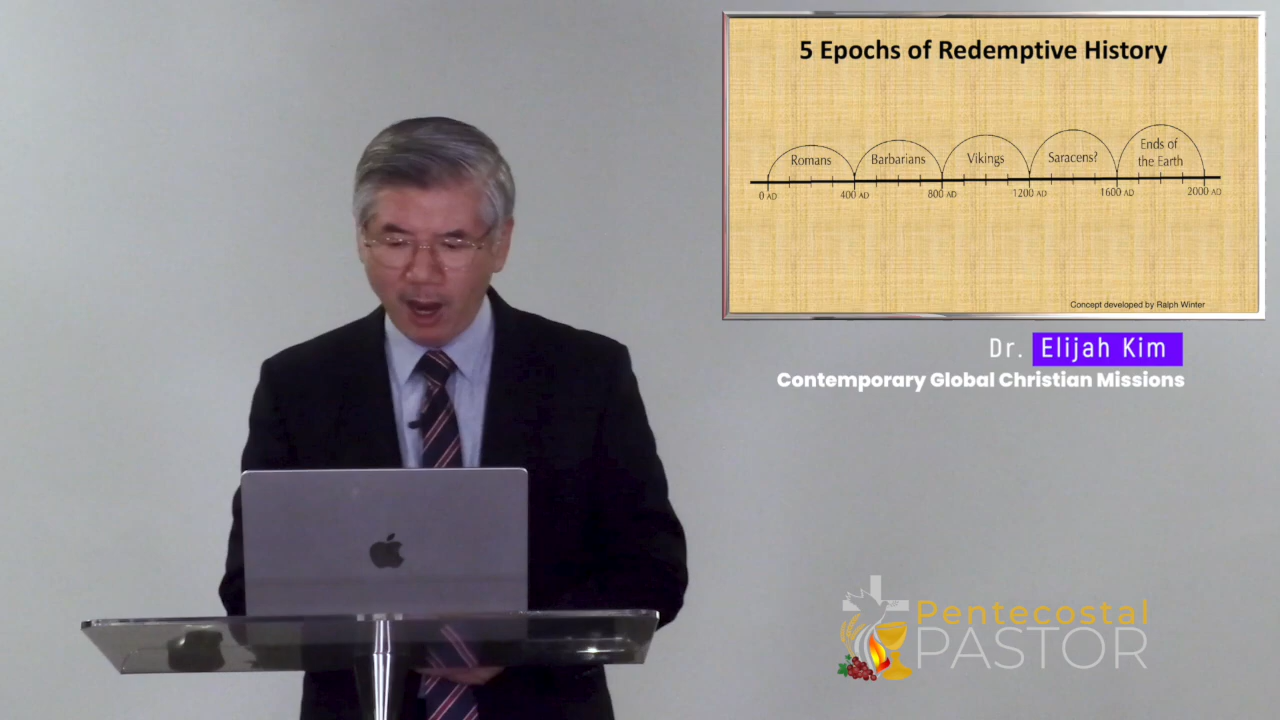 5 Epochs of Redemptive History
Romans
Barbarians
Vikings
Saracens?
Ends of
the Earth
0 AD
400 AD
800 AD
1200 AD
1600 AD
2000 AD
Concept developed by Ralph Winter
Dr. Elijah Kim
Contemporary Global Christian Missions
Pentecostal
PASTOR